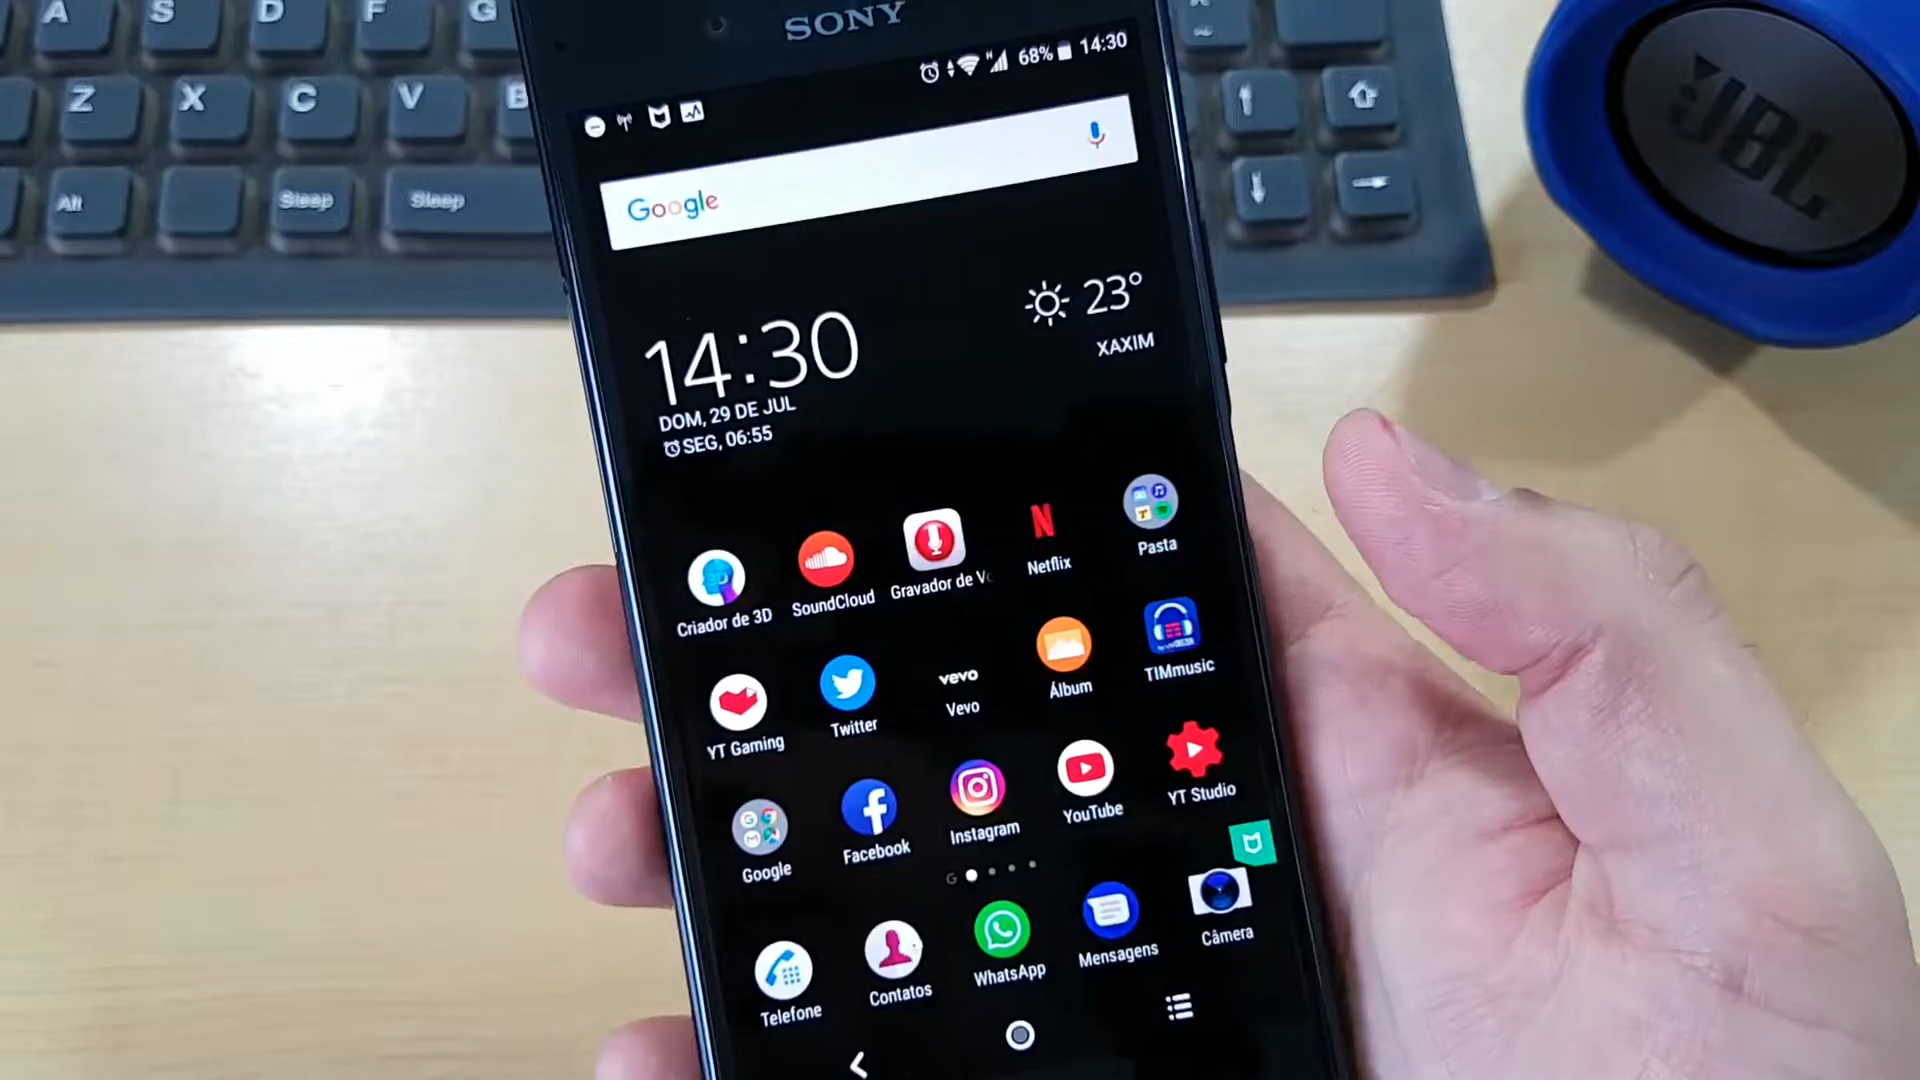 A S D F G
Z X C V B
Alt Sleep Sleep
SONY
68% 14:30
Google
14:30
DOM, 29 DE JUL
SEG, 06:55
23°
XAXIM
JBL
Criador de 3D SoundCloud Gravador de Vo Netflix Pasta
YT Gaming Twitter vevo Vevo Álbum TIMmusic
Google Facebook Instagram YouTube YT Studio
Telefone Contatos WhatsApp Mensagens Câmera